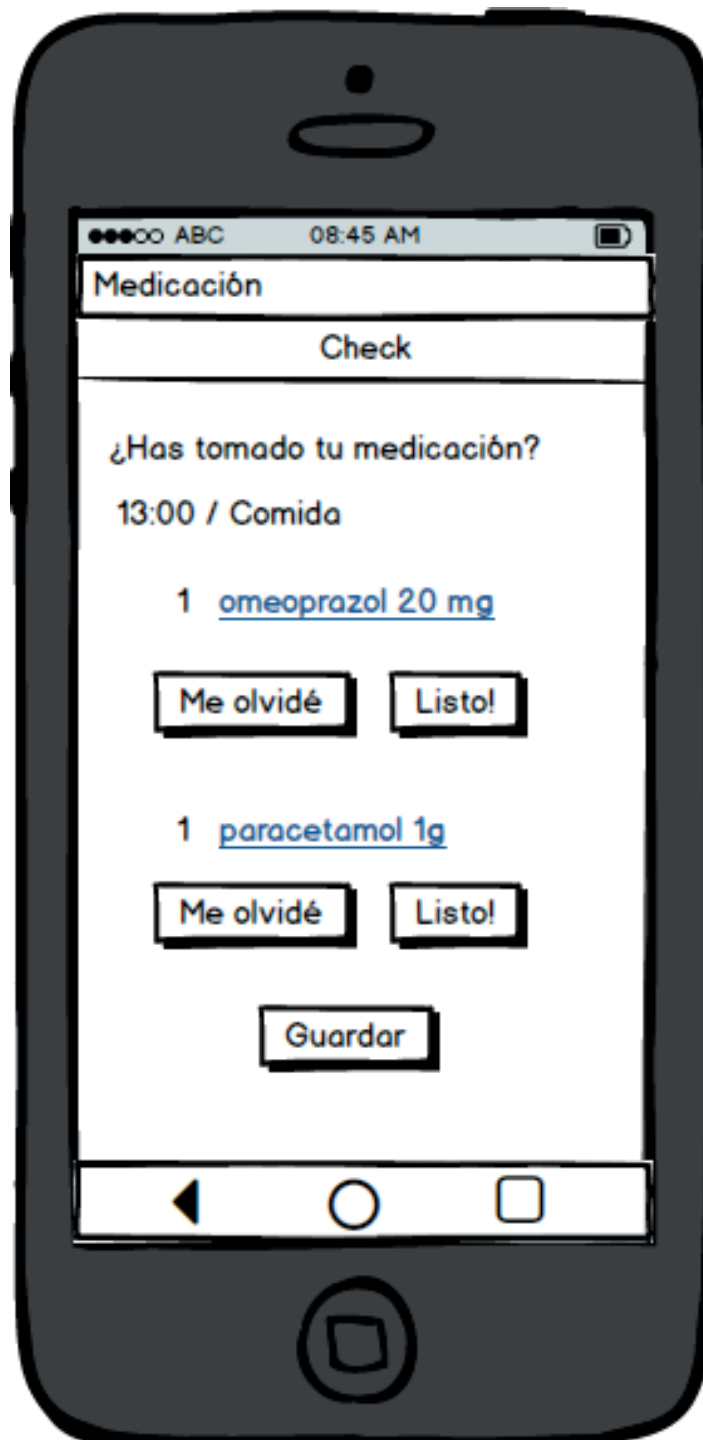 ABC 08:45 AM
Medicación
Check
¿Has tomado tu medicación?
13:00 / Comida
1 omeoprazol 20 mg
Me olvidé Listo!
1 paracetamol 1g
Me olvidé Listo!
Guardar